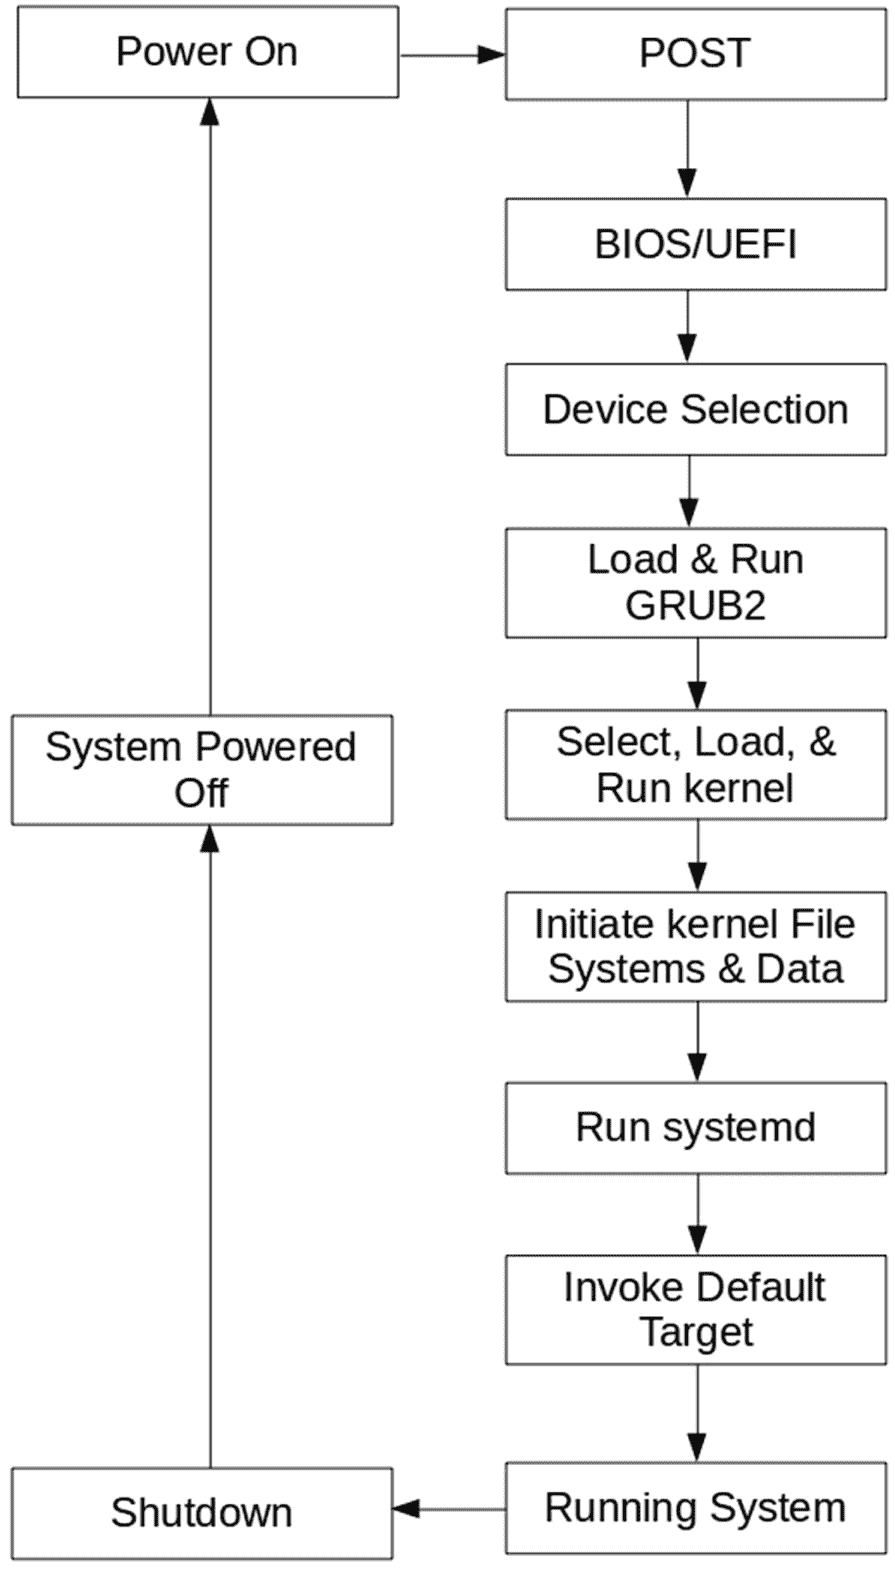 Power On
POST
BIOS/UEFI
Device Selection
Load & Run
GRUB2
Select, Load, &
Run kernel
Initiate kernel File
Systems & Data
Run systemd
Invoke Default
Target
Running System
Shutdown
System Powered
Off